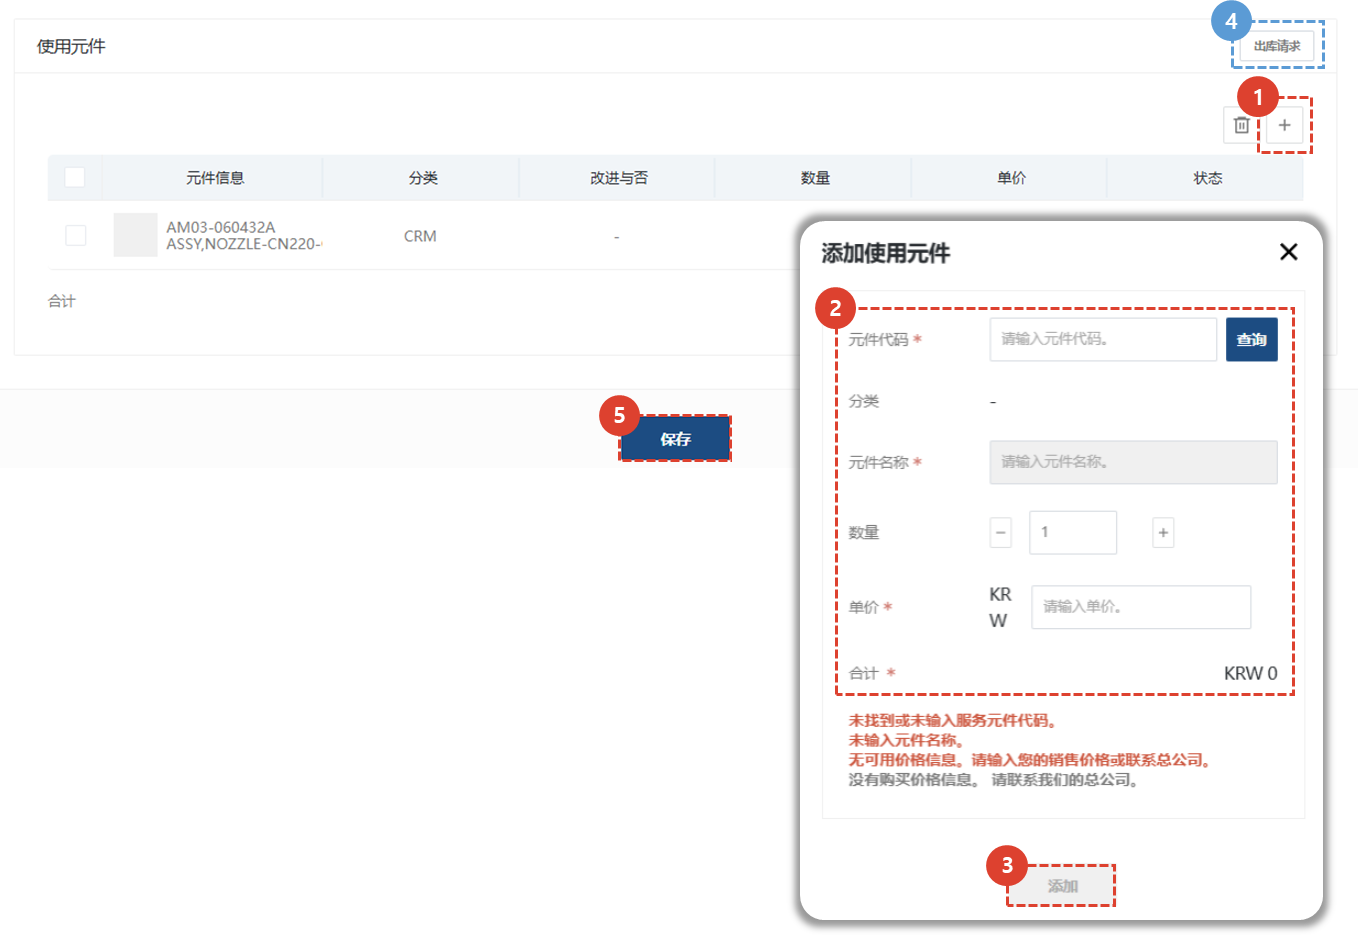 4
使用元件
出库请求
1
+
元件信息
分类
改进与否
数量
单价
状态
AM03-060432A
ASSY,NOZZLE-CN220-
CRM
-
合计
5
保存
添加使用元件
2
元件代码 *
请输入元件代码。
查询
分类
-
元件名称 *
请输入元件名称。
数量
−
1
+
单价 *
KR
W
请输入单价。
合计 *
KRW 0
未找到或未输入服务元件代码。
未输入元件名称。
无可用价格信息。请输入您的销售价格或联系总公司。
没有购买价格信息。 请联系我们的总公司。
3
添加